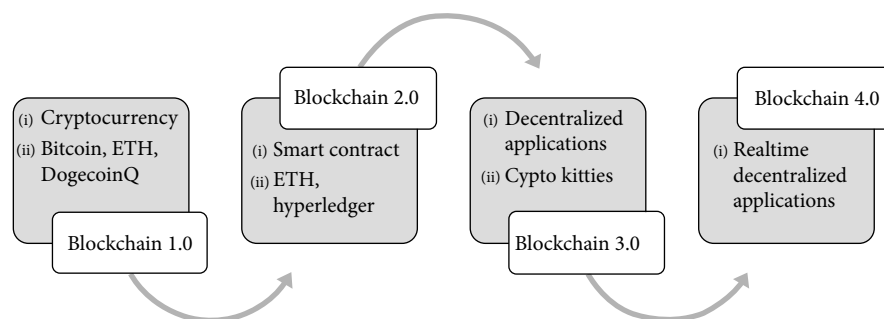 (i) Cryptocurrency
(ii) Bitcoin, ETH,
DogecoinQ
Blockchain 1.0
Blockchain 2.0
(i) Smart contract
(ii) ETH,
hyperledger
(i) Decentralized
applications
(ii) Cypto kitties
Blockchain 3.0
Blockchain 4.0
(i) Realtime
decentralized
applications